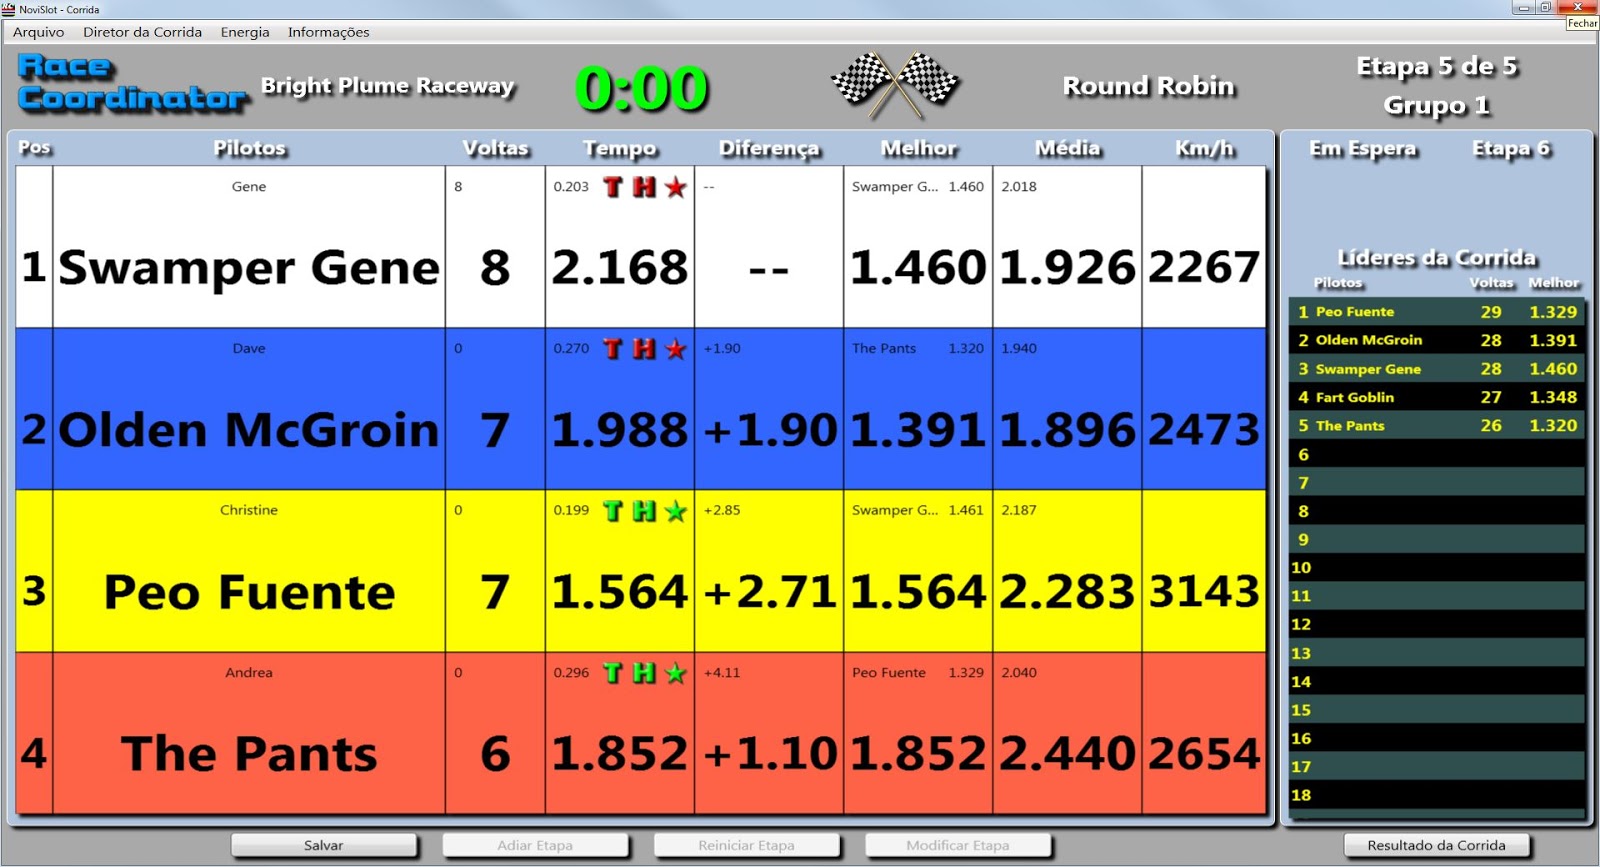 NoviSlot - Corrida
Fechar
Arquivo Diretor da Corrida Energia Informações
Race Coordinator
Bright Plume Raceway
0:00
Round Robin
Etapa 5 de 5
Grupo 1
Pos Pilotos Voltas Tempo Diferença Melhor Média Km/h
Gene 8 0.203 T H ★ -- Swamper G... 1.460 2.018
1 Swamper Gene 8 2.168 -- 1.460 1.926 2267
Dave 0 0.270 T H ★ +1.90 The Pants 1.320 1.940
2 Olden McGroin 7 1.988 +1.90 1.391 1.896 2473
Christine 0 0.199 T H ★ +2.85 Swamper G... 1.461 2.187
3 Peo Fuente 7 1.564 +2.71 1.564 2.283 3143
Andrea 0 0.296 T H ★ +4.11 Peo Fuente 1.329 2.040
4 The Pants 6 1.852 +1.10 1.852 2.440 2654
Em Espera Etapa 6
Líderes da Corrida
Pilotos Voltas Melhor
1 Peo Fuente 29 1.329
2 Olden McGroin 28 1.391
3 Swamper Gene 28 1.460
4 Fart Goblin 27 1.348
5 The Pants 26 1.320
6
7
8
9
10
11
12
13
14
15
16
17
18
Salvar Adiar Etapa Reiniciar Etapa Modificar Etapa Resultado da Corrida